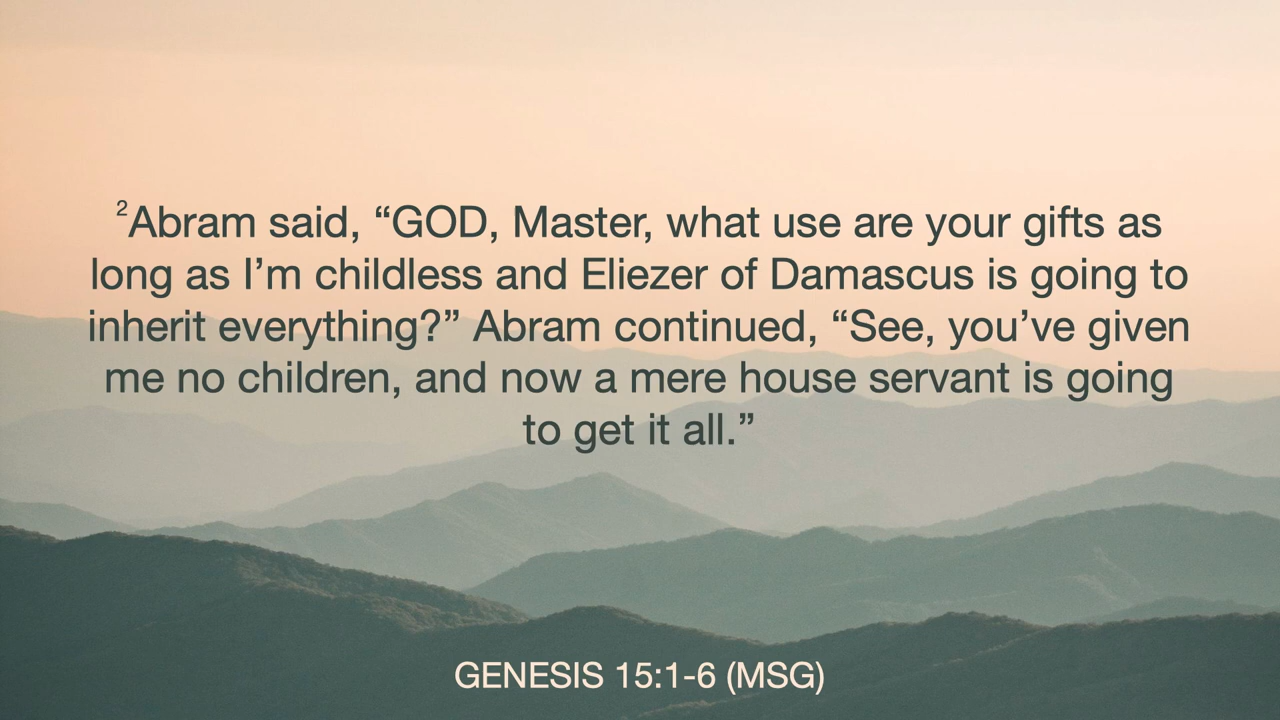 ²Abram said, “GOD, Master, what use are your gifts as
long as I’m childless and Eliezer of Damascus is going to
inherit everything?” Abram continued, “See, you’ve given
me no children, and now a mere house servant is going
to get it all.”
GENESIS 15:1-6 (MSG)